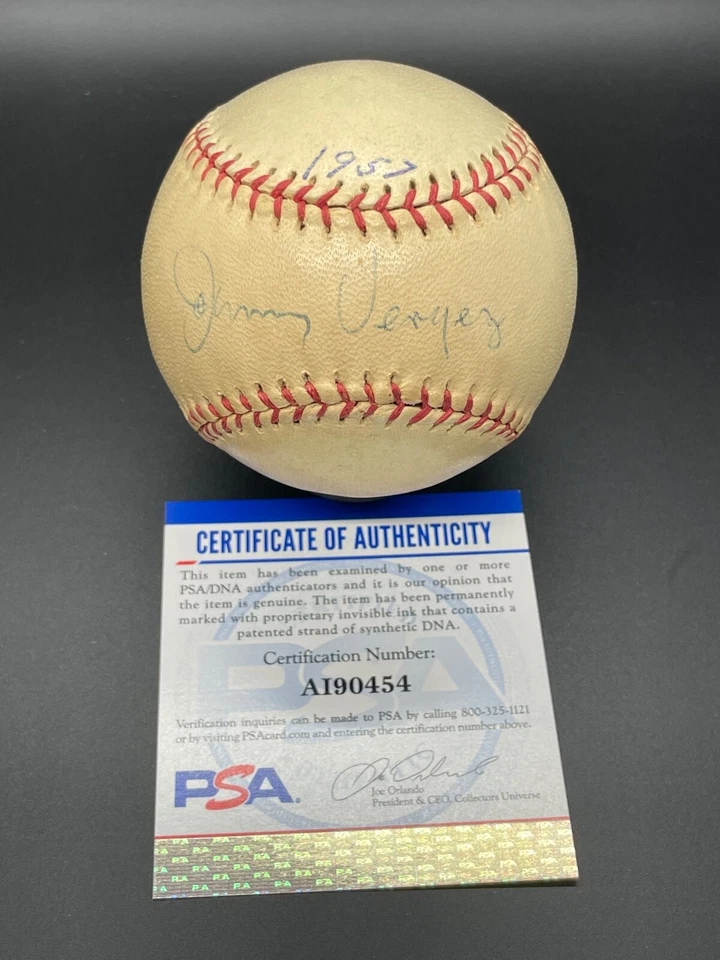 1957
Johnny Vergez
CERTIFICATE OF AUTHENTICITY
This item has been examined by one or more
PSA/DNA authenticators and it is our opinion that
the item is genuine. The item has been permanently
marked with proprietary invisible ink that contains a
patented strand of synthetic DNA.
Certification Number:
AI90454
Verification inquiries can be made to PSA by calling 800-325-1121
or by visiting PSAcard.com and entering the certification number above.
PSA
Joe Orlando
Joe Orlando
President & CEO, Collectors Universe